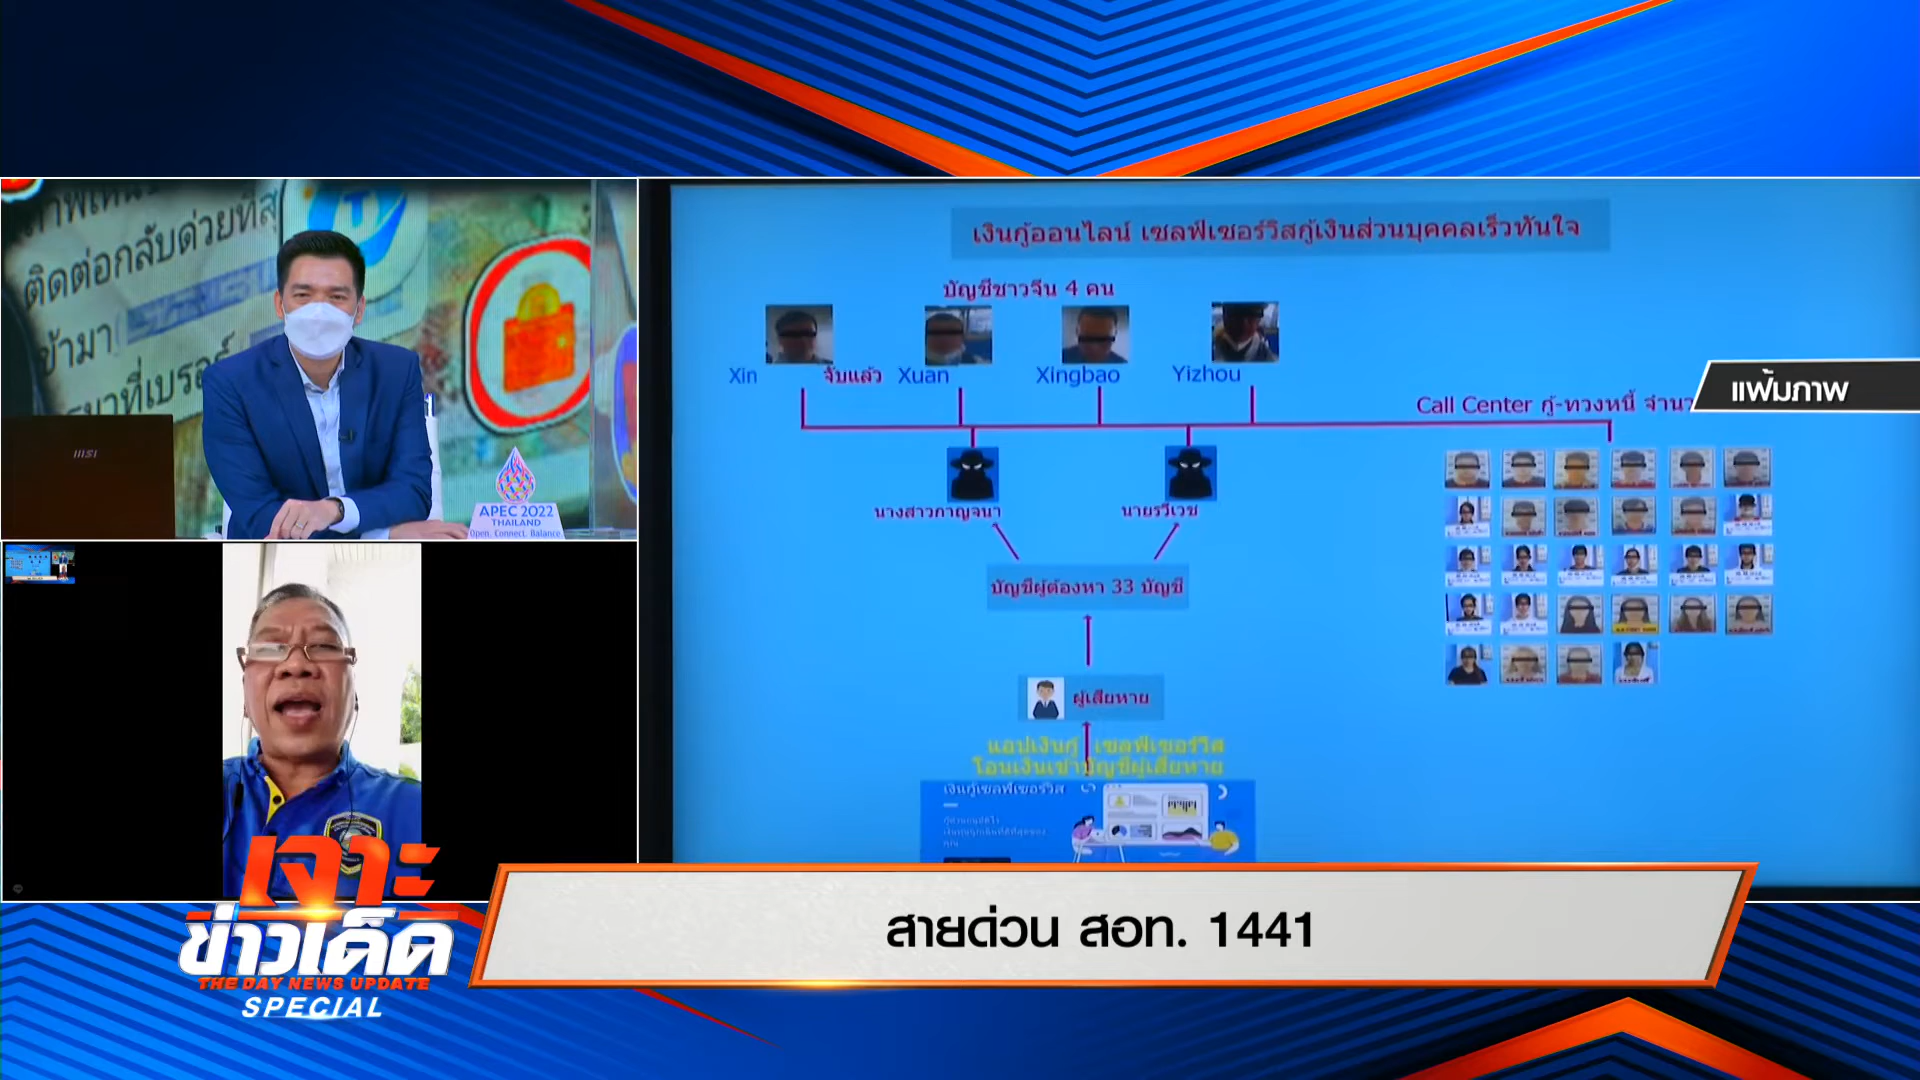 ติดต่อกลับด่วยที่สุ
ข้ามา
msi
APEC 2022
THAILAND
Open. Connect. Balance.
เงินกู้ออนไลน์ เซลฟ์เซอร์วิสกู้เงินส่วนบุคคลเร็วทันใจ
บัญชีชาวจีน 4 คน
Xin จับแล้ว Xuan Xingbao Yizhou
แฟ้มภาพ
Call Center กู้-ทวงหนี้ จำนว
นางสาวกาญจนา
นายรวีเวช
บัญชีผู้ต้องหา 33 บัญชี
ผู้เสียหาย
แอปเงินกู้ เซลฟ์เซอร์วิส
โอนเงินเข้าบัญชีผู้เสียหาย
เงินกู้เซลฟ์เซอร์วิส
เจาะ
ข่าวเด็ด
THE DAY NEWS UPDATE
SPECIAL
สายด่วน สอท. 1441